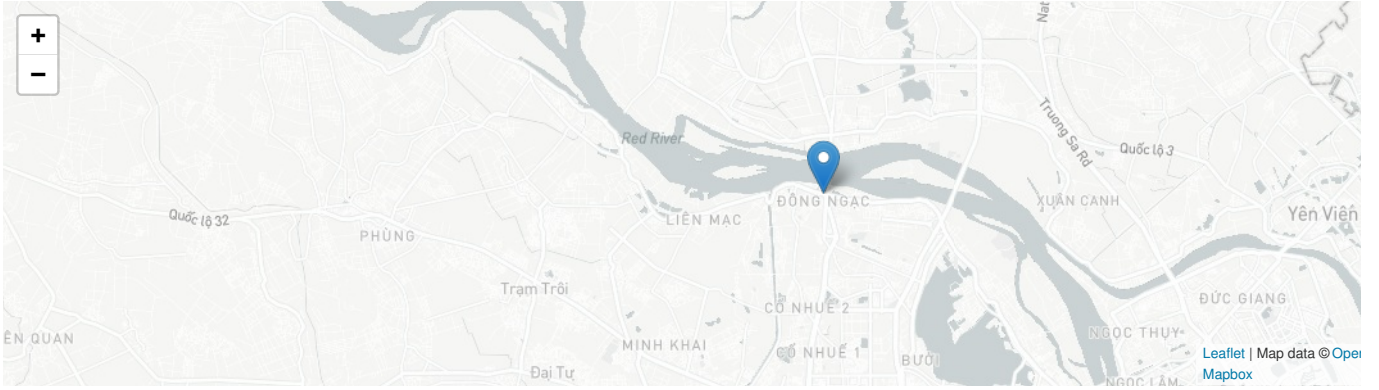 +
−
Nat
Truong Sa Rd
Red River
Quốc lộ 3
ĐÔNG NGẠC
XUÂN CANH
Yên Viên
Quốc lộ 32
LIÊN MẠC
PHÙNG
Trạm Trôi
ĐỨC GIANG
CỔ NHUẾ 2
NGỌC THỤY
ÊN QUAN
MINH KHAI
CỔ NHUẾ 1
BƯỞI
Leaflet | Map data © Open
Mapbox
Đại Tự
NGỌC LÂM